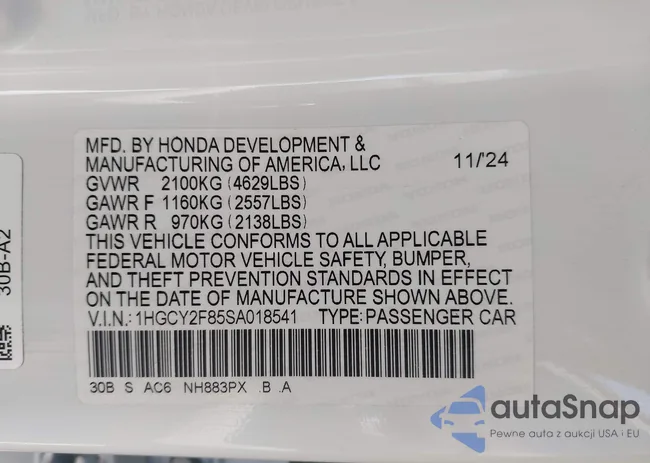 MFD. BY HONDA DEVELOPMENT &
MANUFACTURING OF AMERICA, LLC 11/'24
GVWR 2100KG (4629LBS)
GAWR F 1160KG (2557LBS)
GAWR R 970KG (2138LBS)
THIS VEHICLE CONFORMS TO ALL APPLICABLE
FEDERAL MOTOR VEHICLE SAFETY, BUMPER,
AND THEFT PREVENTION STANDARDS IN EFFECT
ON THE DATE OF MANUFACTURE SHOWN ABOVE.
V.I.N.: 1HGCY2F85SA018541 TYPE: PASSENGER CAR
30B S AC6 NH883PX .B .A
30B-A2
autaSnap
Pewne auta z aukcji USA i EU